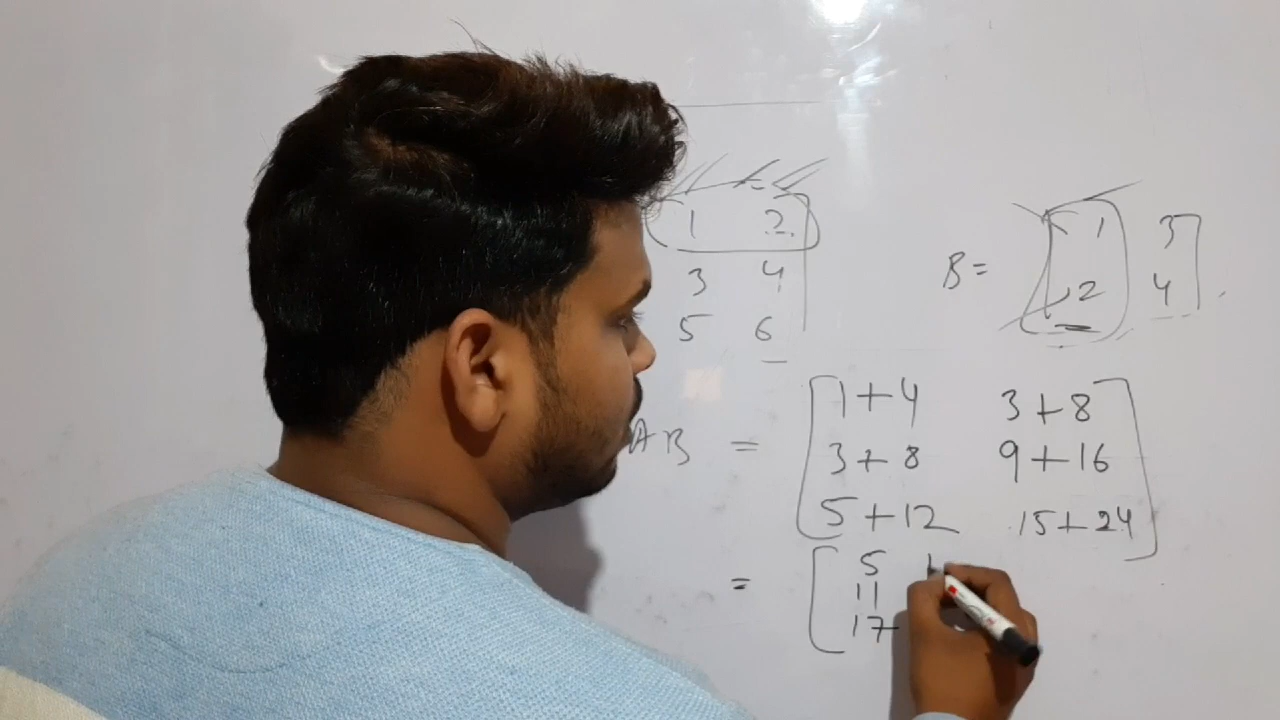 1 2
3 4
5 6
B = 1 3
2 4
AB = [ 1+4 3+8
3+8 9+16
5+12 15+24 ]
= [ 5 1
11
17